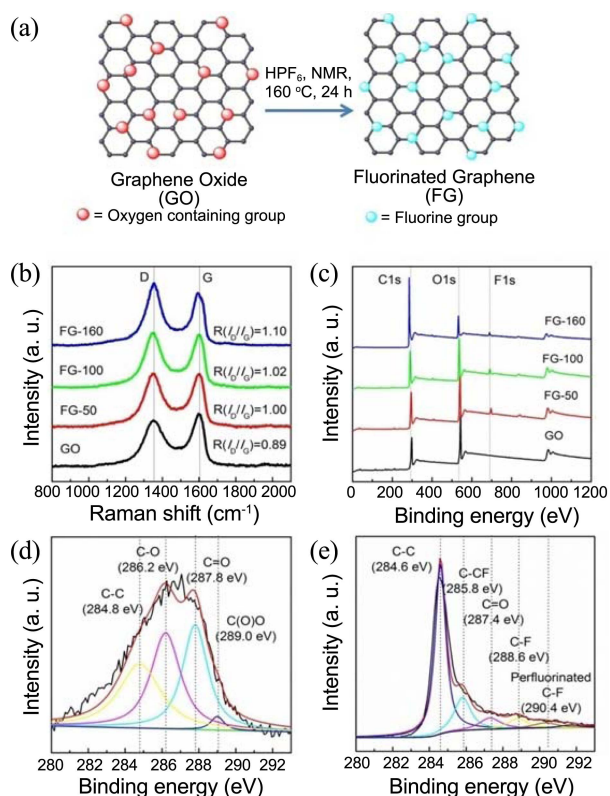 (a)
HPF6, NMR,
160 °C, 24 h
Graphene Oxide
(GO)
= Oxygen containing group
Fluorinated Graphene
(FG)
= Fluorine group
(b)
Intensity (a. u.)
D
G
FG-160
R(ID/IG)=1.10
FG-100
R(ID/IG)=1.02
FG-50
R(ID/IG)=1.00
GO
R(ID/IG)=0.89
800 1000 1200 1400 1600 1800 2000
Raman shift (cm-1)
(c)
Intensity (a. u.)
C1s
O1s
F1s
FG-160
FG-100
FG-50
GO
0 200 400 600 800 1000 1200
Binding energy (eV)
(d)
Intensity (a. u.)
C-O
(286.2 eV)
C=O
(287.8 eV)
C-C
(284.8 eV)
C(O)O
(289.0 eV)
280 282 284 286 288 290 292
Binding energy (eV)
(e)
Intensity (a. u.)
C-C
(284.6 eV)
C-CF
(285.8 eV)
C=O
(287.4 eV)
C-F
(288.6 eV)
Perfluorinated
C-F
(290.4 eV)
280 282 284 286 288 290 292
Binding energy (eV)